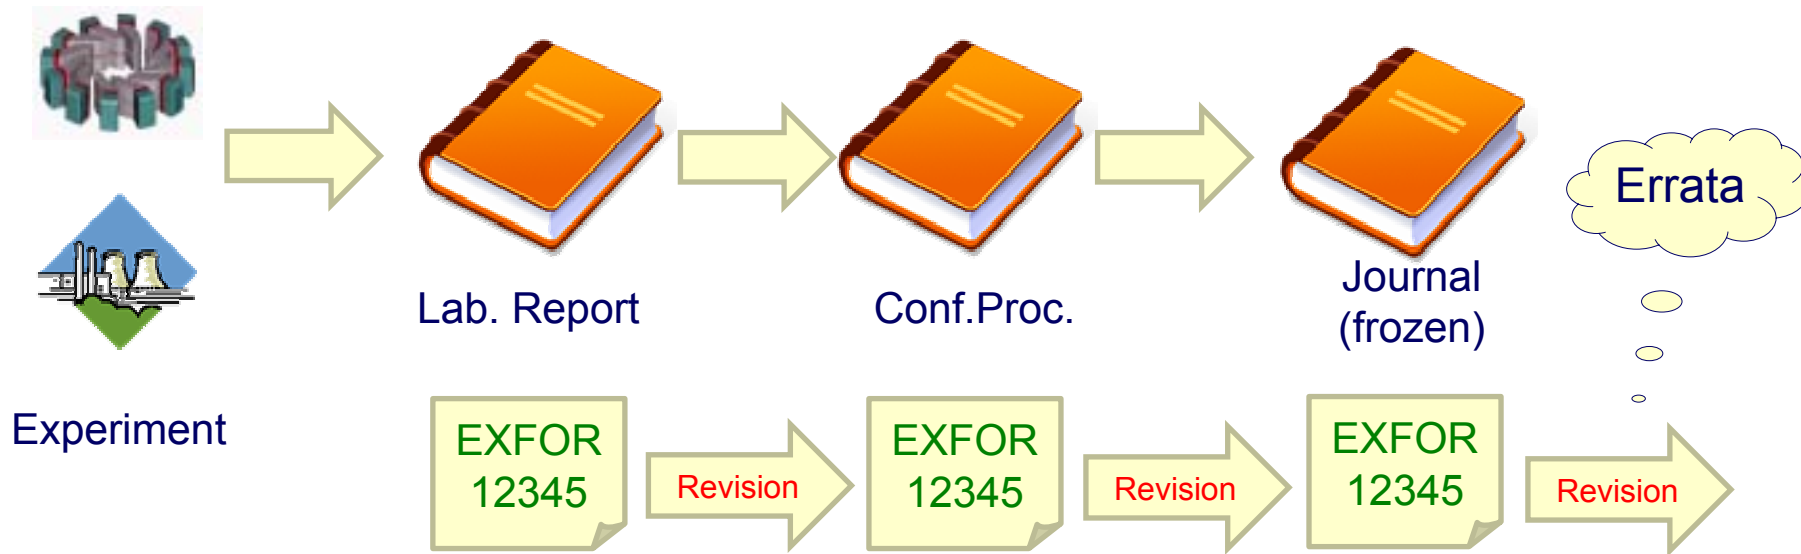 Errata
Lab. Report
Conf.Proc.
Journal
(frozen)
Experiment
EXFOR
12345
Revision
EXFOR
12345
Revision
EXFOR
12345
Revision